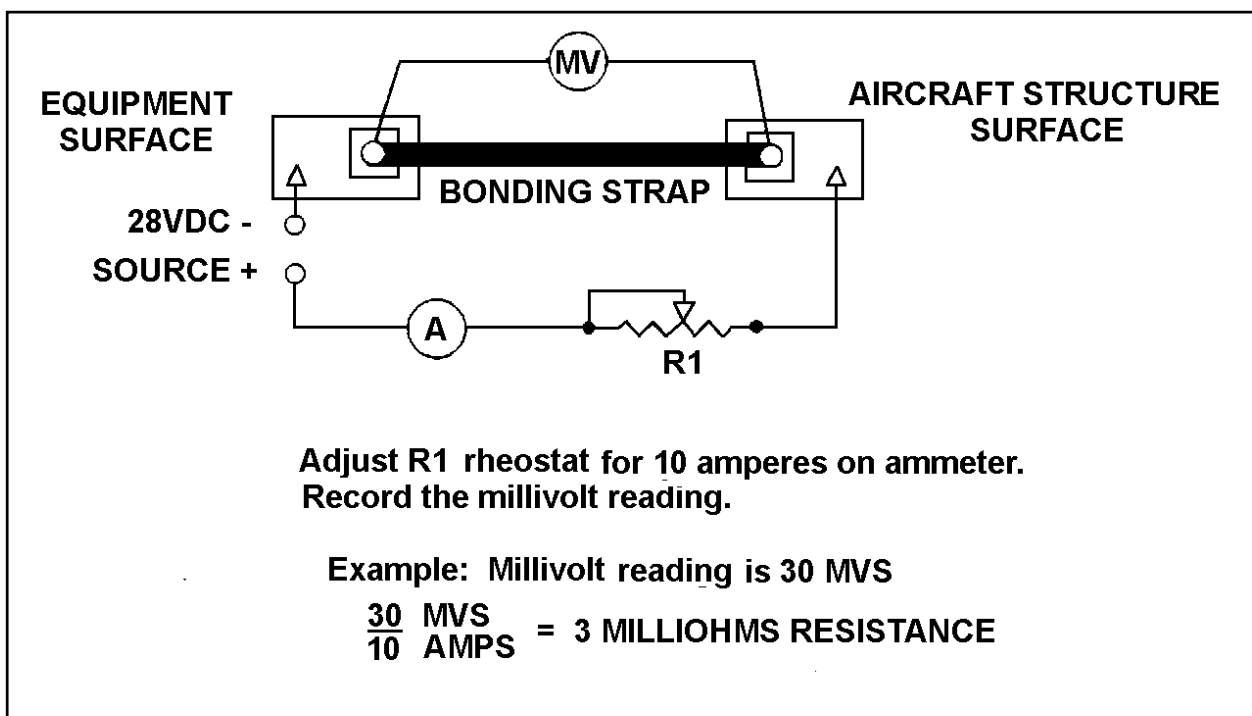 MV
EQUIPMENT
SURFACE
AIRCRAFT STRUCTURE
SURFACE
BONDING STRAP
28VDC -
SOURCE +
A
R1
Adjust R1 rheostat for 10 amperes on ammeter.
Record the millivolt reading.
Example: Millivolt reading is 30 MVS
30 MVS
10 AMPS
= 3 MILLIOHMS RESISTANCE